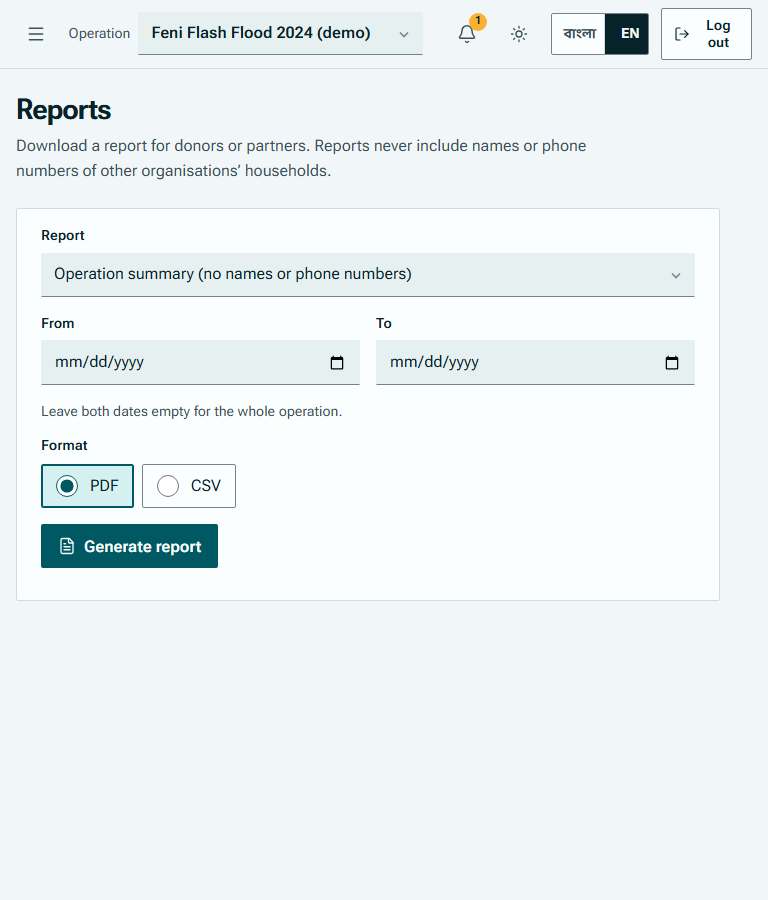 Operation
Feni Flash Flood 2024 (demo)
1
বাংলা
EN
Log
out
Reports
Download a report for donors or partners. Reports never include names or phone
numbers of other organisations’ households.
Report
Operation summary (no names or phone numbers)
From
To
mm/dd/yyyy
mm/dd/yyyy
Leave both dates empty for the whole operation.
Format
PDF
CSV
Generate report